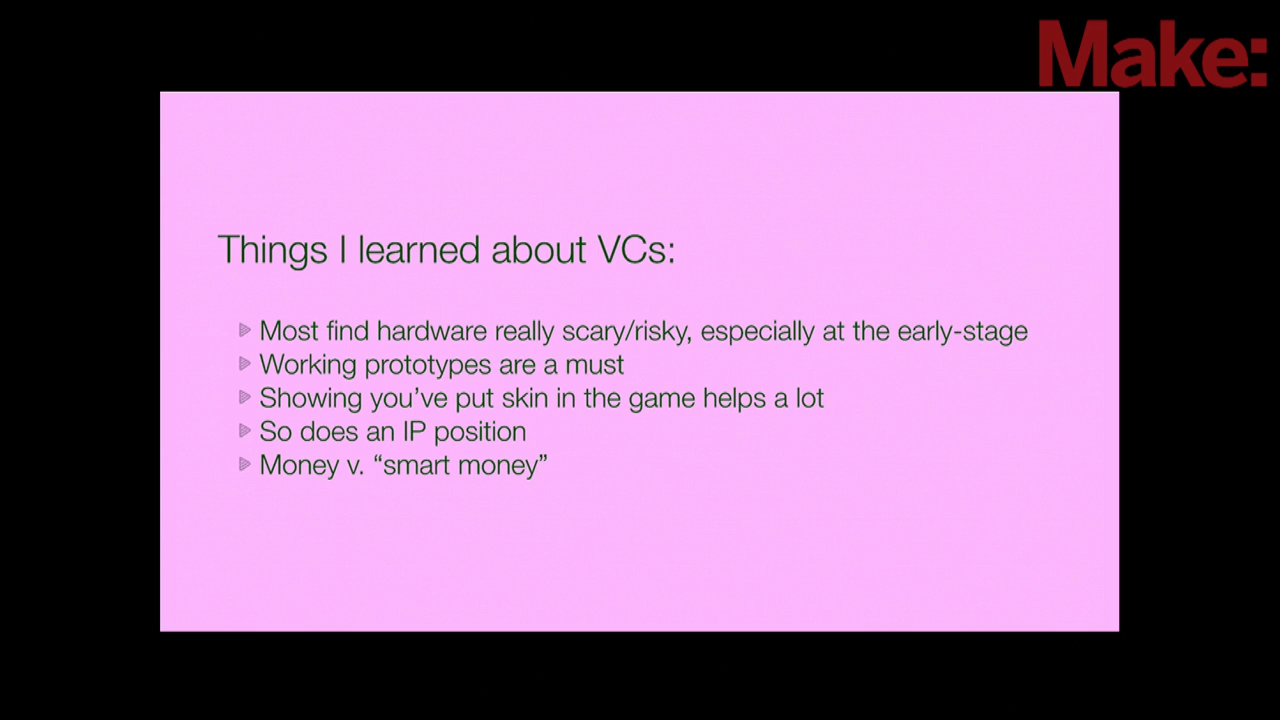 Make:
Things I learned about VCs:
Most find hardware really scary/risky, especially at the early-stage
Working prototypes are a must
Showing you’ve put skin in the game helps a lot
So does an IP position
Money v. “smart money”